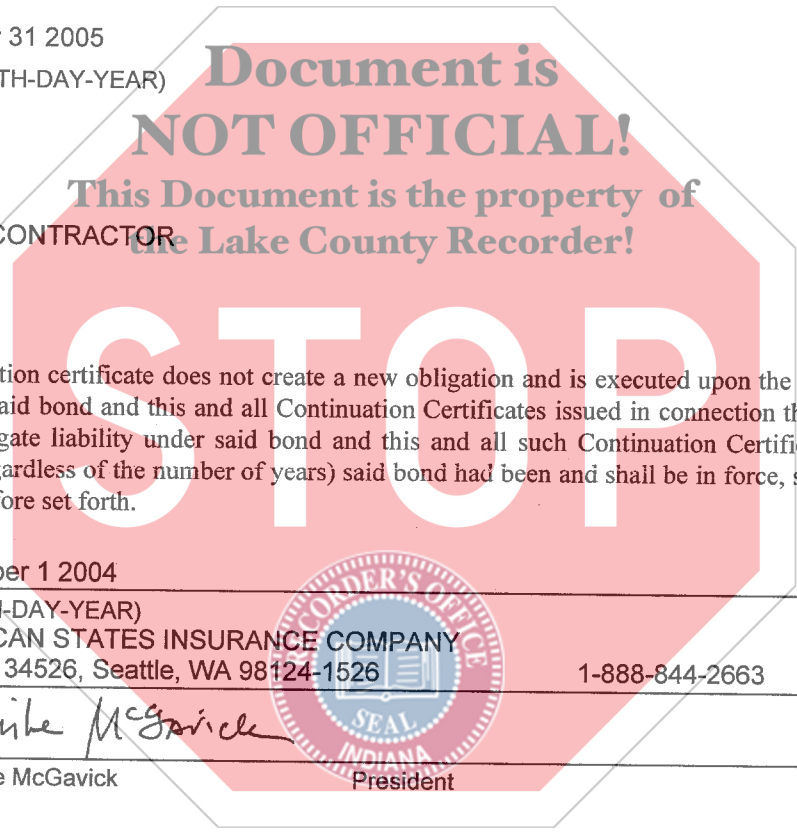 31 2005
TH-DAY-YEAR)
Document is
NOT OFFICIAL!
This Document is the property of
the Lake County Recorder!
CONTRACTOR
STOP
tion certificate does not create a new obligation and is executed upon the
aid bond and this and all Continuation Certificates issued in connection th
gate liability under said bond and this and all such Continuation Certifi
gardless of the number of years) said bond had been and shall be in force, s
fore set forth.
ber 1 2004
H-DAY-YEAR)
CAN STATES INSURANCE COMPANY
34526, Seattle, WA 98124-1526 1-888-844-2663
RECORDER'S OFFICE
SEAL
INDIANA
ike McGavick
e McGavick President